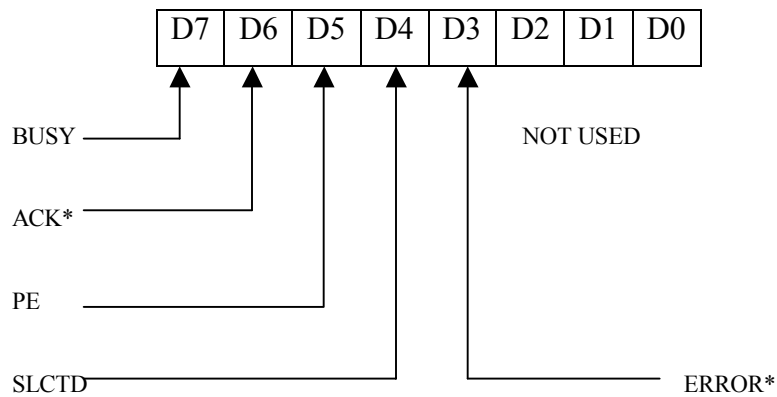 D7 D6 D5 D4 D3 D2 D1 D0
BUSY NOT USED
ACK*
PE
SLCTD ERROR*